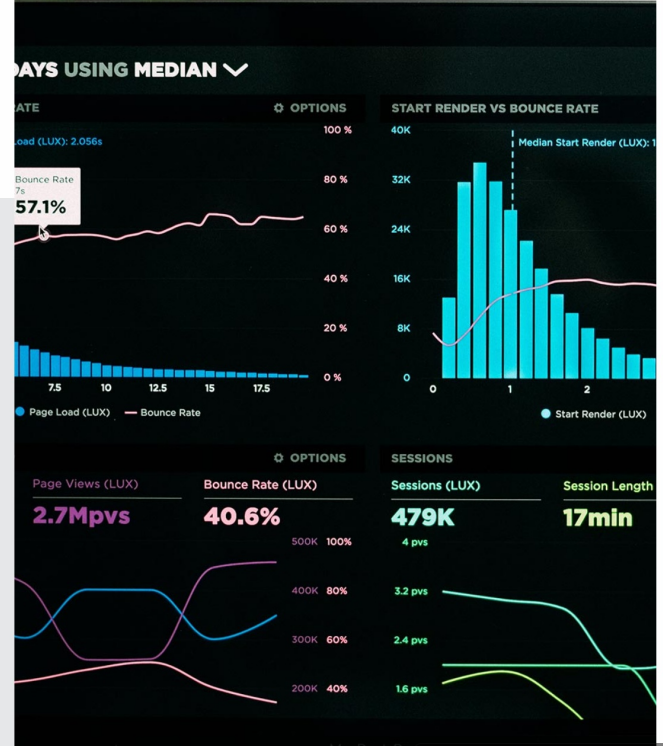 DAYS USING MEDIAN
ATE
OPTIONS
100 %
oad (LUX): 2.056s
80 %
Bounce Rate
7s
57.1%
60 %
40 %
20 %
0 %
7.5 10 12.5 15 17.5
Page Load (LUX) Bounce Rate
START RENDER VS BOUNCE RATE
40K
Median Start Render (LUX): 1
32K
24K
16K
8K
0
0 1 2
Start Render (LUX)
OPTIONS
Page Views (LUX) Bounce Rate (LUX)
2.7Mpvs 40.6%
500K 100%
400K 80%
300K 60%
200K 40%
SESSIONS
Sessions (LUX) Session Length
479K 17min
4 pvs
3.2 pvs
2.4 pvs
1.6 pvs